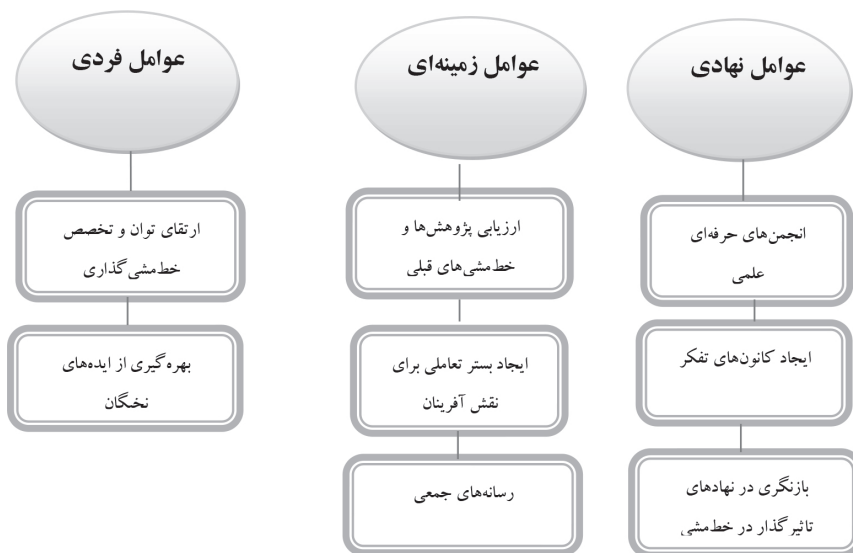 عوامل نهادی
انجمن‌های حرفه‌ای
علمی
ایجاد کانون‌های تفکر
بازنگری در نهادهای
تاثیرگذار در خط‌مشی
عوامل زمینه‌ای
ارزیابی پژوهش‌ها و
خط‌مشی‌های قبلی
ایجاد بستر تعاملی برای
نقش آفرینان
رسانه‌های جمعی
عوامل فردی
ارتقای توان و تخصص
خط‌مشی‌گذاری
بهره‌گیری از ایده‌های
نخبگان